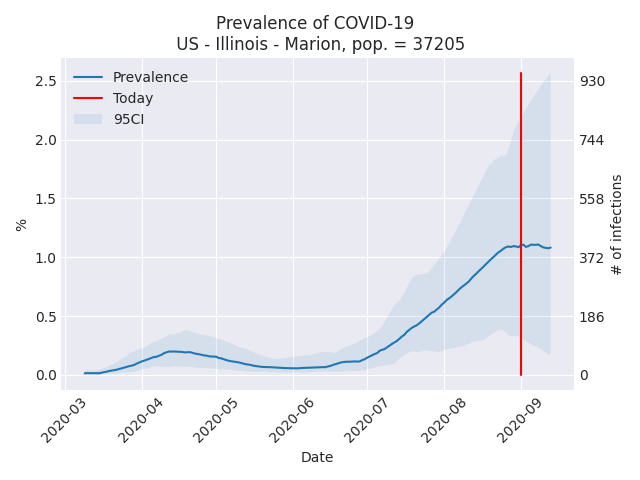 Prevalence of COVID-19
US - Illinois - Marion, pop. = 37205
Prevalence
Today
95CI
2.5
2.0
1.5
1.0
0.5
0.0
%
930
744
558
372
186
0
# of infections
2020-03
2020-04
2020-05
2020-06
2020-07
2020-08
2020-09
Date